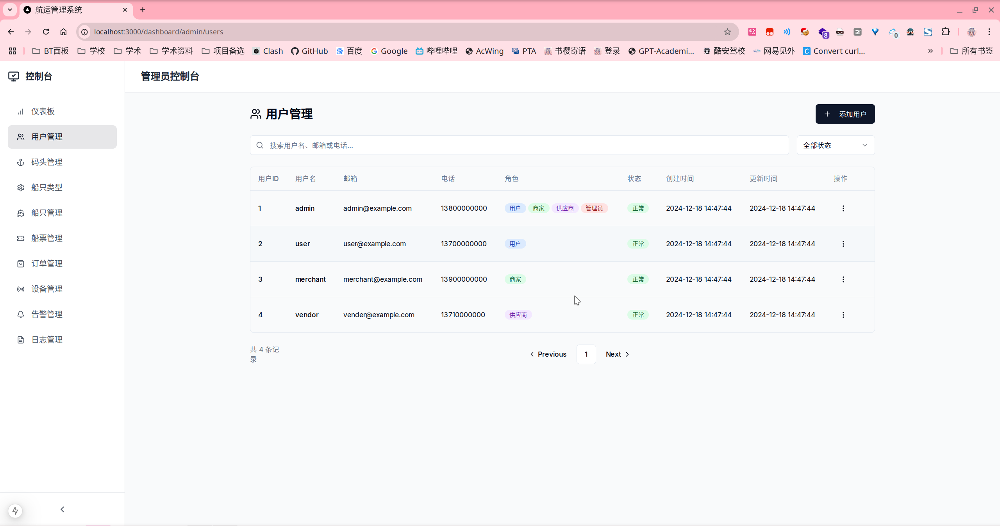 航运管理系统
localhost:3000/dashboard/admin/users
BT面板 学校 学术 学术资料 项目备选 Clash GitHub 百度 Google 哔哩哔哩 AcWing PTA 书樱寄语 登录 GPT-Academi... 酷安驾校 网易见外 Convert curl... 所有书签
8
0
控制台
管理员控制台
仪表板
用户管理
码头管理
船只类型
船只管理
船票管理
订单管理
设备管理
告警管理
日志管理
用户管理
添加用户
搜索用户名、邮箱或电话...
全部状态
用户ID 用户名 邮箱 电话 角色 状态 创建时间 更新时间 操作
1 admin admin@example.com 13800000000 用户 商家 供应商 管理员 正常 2024-12-18 14:47:44 2024-12-18 14:47:44
2 user user@example.com 13700000000 用户 正常 2024-12-18 14:47:44 2024-12-18 14:47:44
3 merchant merchant@example.com 13900000000 商家 正常 2024-12-18 14:47:44 2024-12-18 14:47:44
4 vendor vender@example.com 13710000000 供应商 正常 2024-12-18 14:47:44 2024-12-18 14:47:44
共 4 条记
录
Previous 1 Next